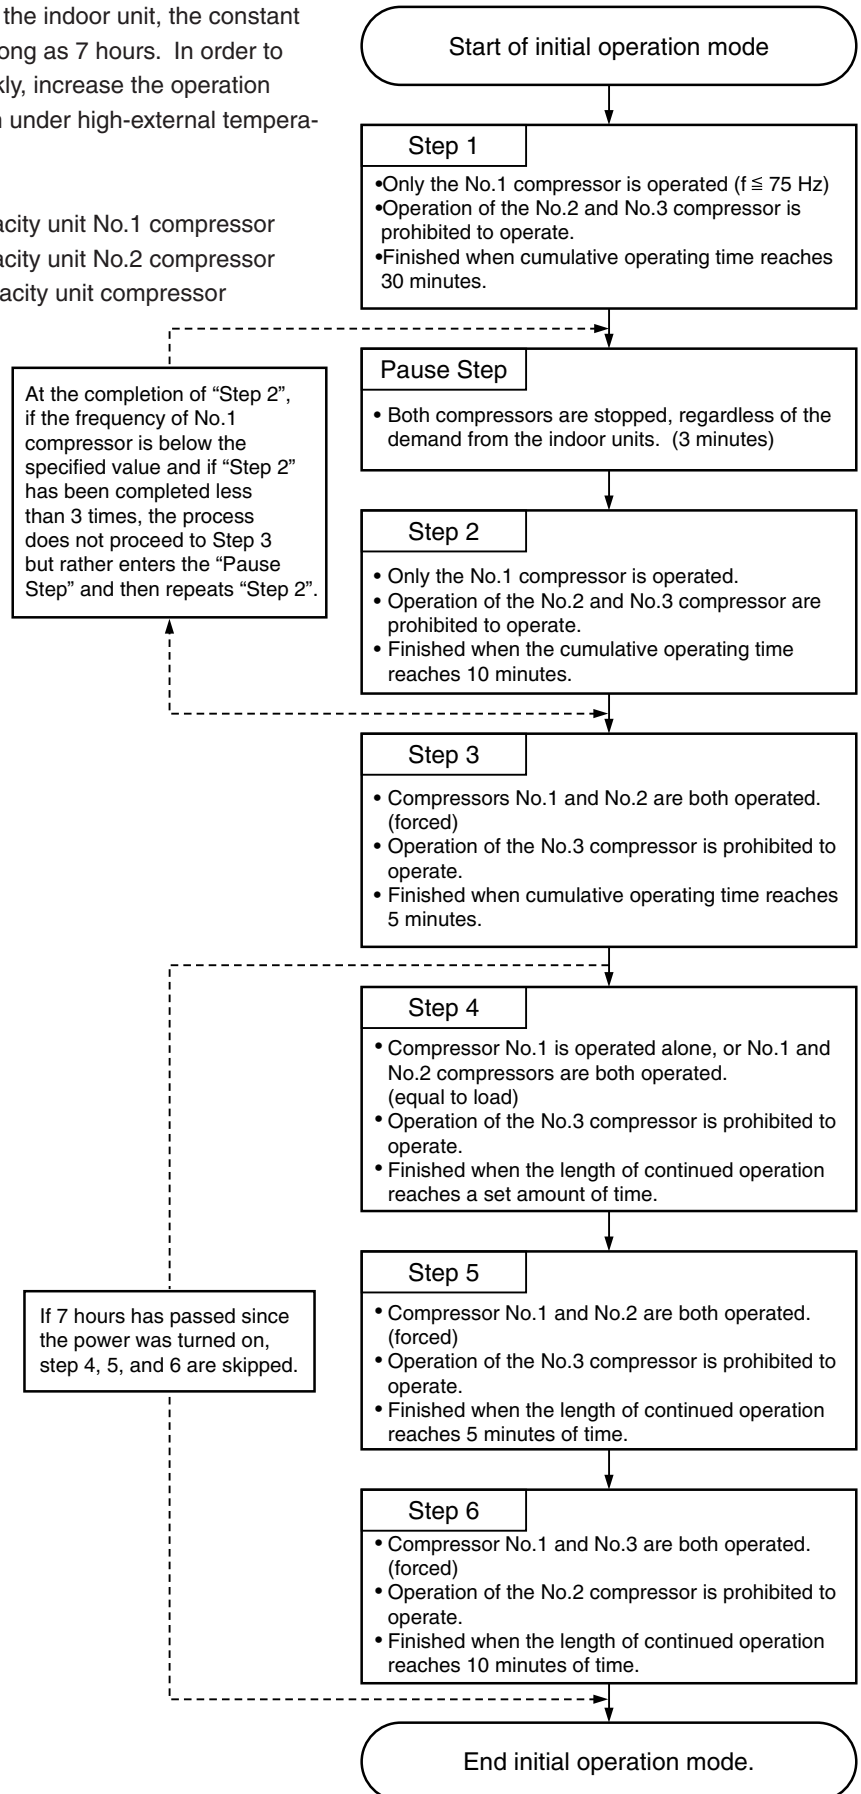 the indoor unit, the constant
ong as 7 hours. In order to
kly, increase the operation
under high-external tempera-
acity unit No.1 compressor
acity unit No.2 compressor
acity unit compressor
Start of initial operation mode
Step 1
•Only the No.1 compressor is operated (f ≦ 75 Hz)
•Operation of the No.2 and No.3 compressor is
prohibited to operate.
•Finished when cumulative operating time reaches
30 minutes.
Pause Step
• Both compressors are stopped, regardless of the
demand from the indoor units. (3 minutes)
At the completion of “Step 2”,
if the frequency of No.1
compressor is below the
specified value and if “Step 2”
has been completed less
than 3 times, the process
does not proceed to Step 3
but rather enters the “Pause
Step” and then repeats “Step 2”.
Step 2
• Only the No.1 compressor is operated.
• Operation of the No.2 and No.3 compressor are
prohibited to operate.
• Finished when the cumulative operating time
reaches 10 minutes.
Step 3
• Compressors No.1 and No.2 are both operated.
(forced)
• Operation of the No.3 compressor is prohibited to
operate.
• Finished when cumulative operating time reaches
5 minutes.
Step 4
• Compressor No.1 is operated alone, or No.1 and
No.2 compressors are both operated.
(equal to load)
• Operation of the No.3 compressor is prohibited to
operate.
• Finished when the length of continued operation
reaches a set amount of time.
If 7 hours has passed since
the power was turned on,
step 4, 5, and 6 are skipped.
Step 5
• Compressor No.1 and No.2 are both operated.
(forced)
• Operation of the No.3 compressor is prohibited to
operate.
• Finished when the length of continued operation
reaches 5 minutes of time.
Step 6
• Compressor No.1 and No.3 are both operated.
(forced)
• Operation of the No.2 compressor is prohibited to
operate.
• Finished when the length of continued operation
reaches 10 minutes of time.
End initial operation mode.